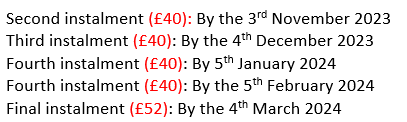 Second instalment (£40): By the 3rd November 2023
Third instalment (£40): By the 4th December 2023
Fourth instalment (£40): By 5th January 2024
Fourth instalment (£40): By the 5th February 2024
Final instalment (£52): By the 4th March 2024